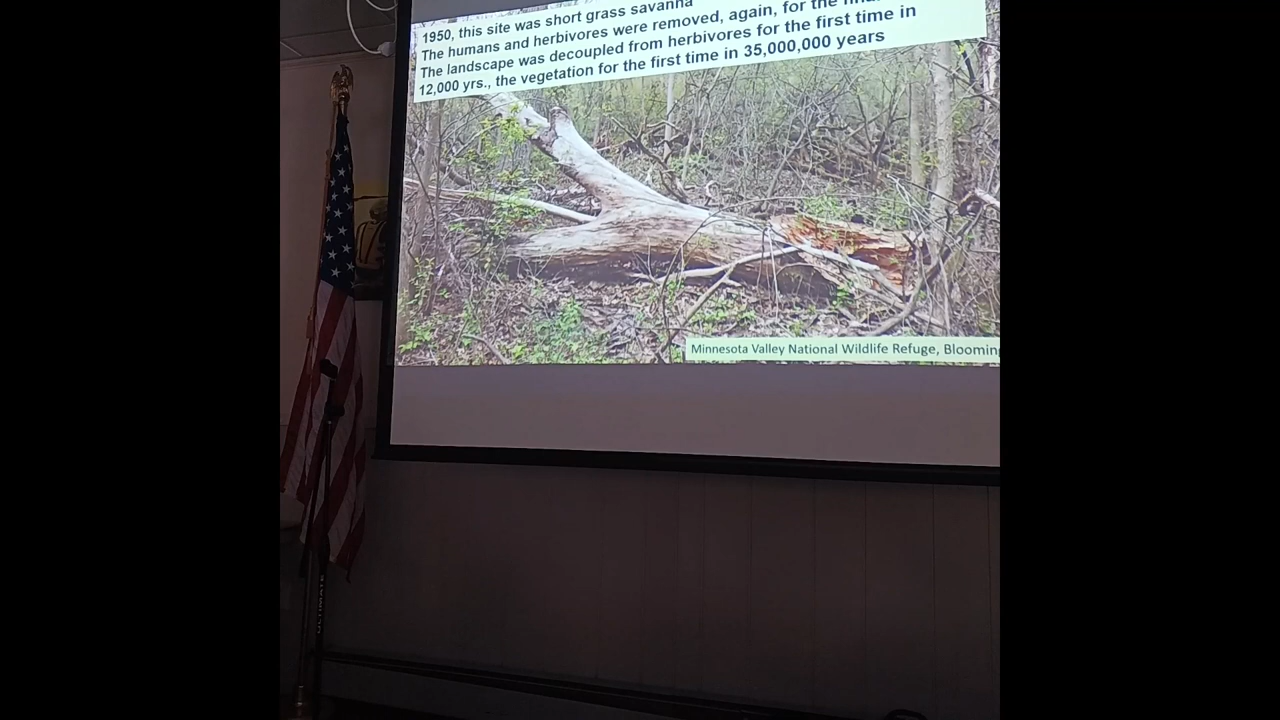 1950, this site was short grass savanna
The humans and herbivores were removed, again, for the
The landscape was decoupled from herbivores for the first time in
12,000 yrs., the vegetation for the first time in 35,000,000 years
Minnesota Valley National Wildlife Refuge, Blooming
ULTIMATE